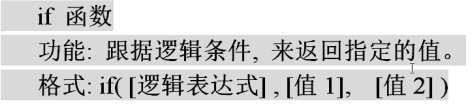 if 函数
功能: 跟据逻辑条件, 来返回指定的值。
格式: if( [逻辑表达式] , [值 1], [值 2] )